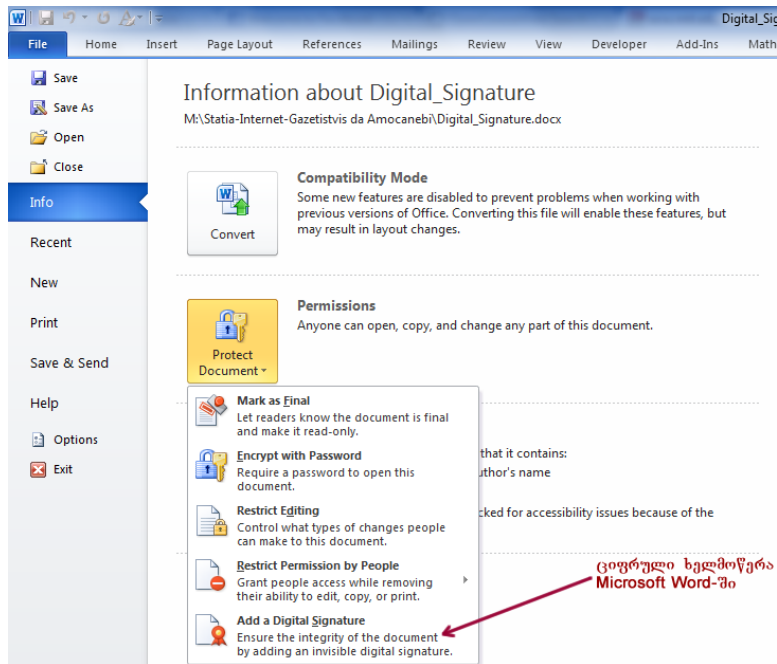 Digital_Sig
File Home Insert Page Layout References Mailings Review View Developer Add-Ins Math
Save
Save As
Open
Close
Info
Recent
New
Print
Save & Send
Help
Options
Exit
Information about Digital_Signature
M:\Statia-Internet-Gazetistvis da Amocanebi\Digital_Signature.docx
Convert
Compatibility Mode
Some new features are disabled to prevent problems when working with
previous versions of Office. Converting this file will enable these features, but
may result in layout changes.
Protect
Document
Permissions
Anyone can open, copy, and change any part of this document.
Mark as Final
Let readers know the document is final
and make it read-only.
Encrypt with Password
Require a password to open this
document.
Restrict Editing
Control what types of changes people
can make to this document.
Restrict Permission by People
Grant people access while removing
their ability to edit, copy, or print.
Add a Digital Signature
Ensure the integrity of the document
by adding an invisible digital signature.
that it contains:
uthor's name
cked for accessibility issues because of the
ციფრული ხელმოწერა
Microsoft Word-ში